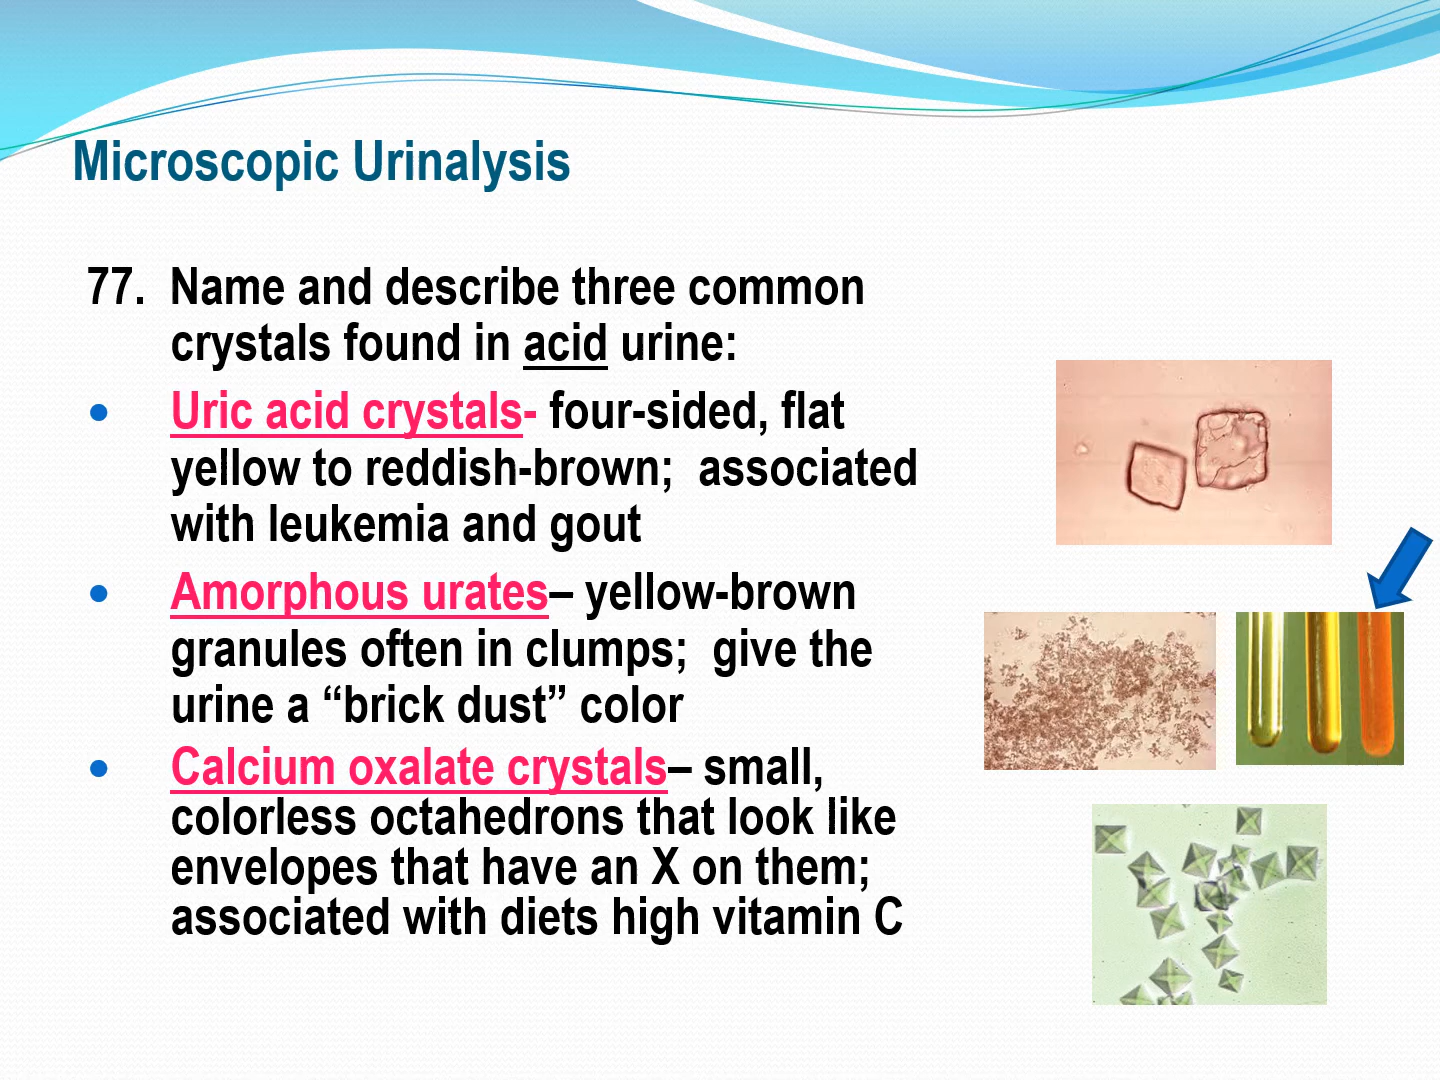 Microscopic Urinalysis
77. Name and describe three common
crystals found in acid urine:
• Uric acid crystals- four-sided, flat
yellow to reddish-brown; associated
with leukemia and gout
• Amorphous urates– yellow-brown
granules often in clumps; give the
urine a “brick dust” color
• Calcium oxalate crystals– small,
colorless octahedrons that look like
envelopes that have an X on them;
associated with diets high vitamin C